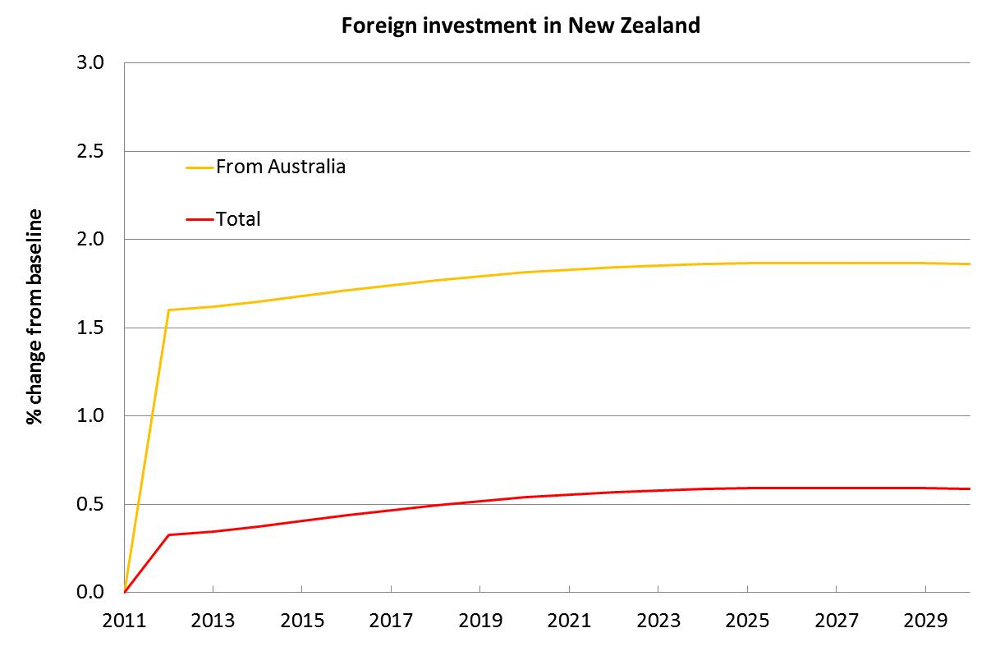 Foreign investment in New Zealand
% change from baseline
3.0
2.5
From Australia
Total
2.0
1.5
1.0
0.5
0.0
2011 2013 2015 2017 2019 2021 2023 2025 2027 2029